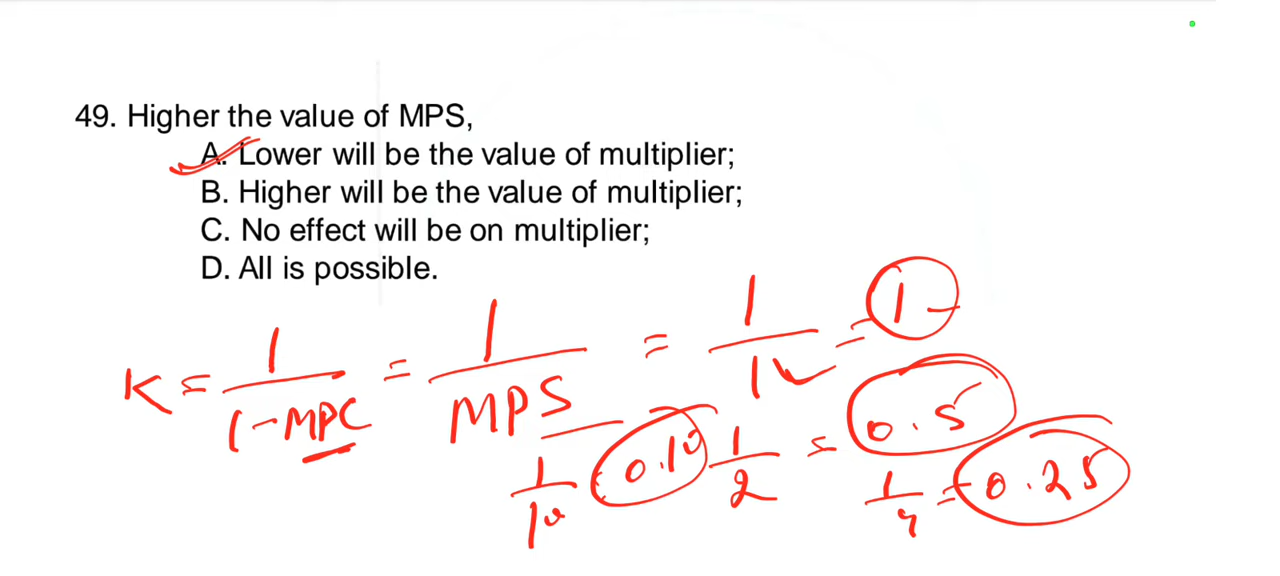 49. Higher the value of MPS,
A. Lower will be the value of multiplier;
B. Higher will be the value of multiplier;
C. No effect will be on multiplier;
D. All is possible.
K = 1/(1-MPC) = 1/MPS = 1/1 = 1
1/10 = 0.10 1/2 = 0.5
1/4 = 0.25